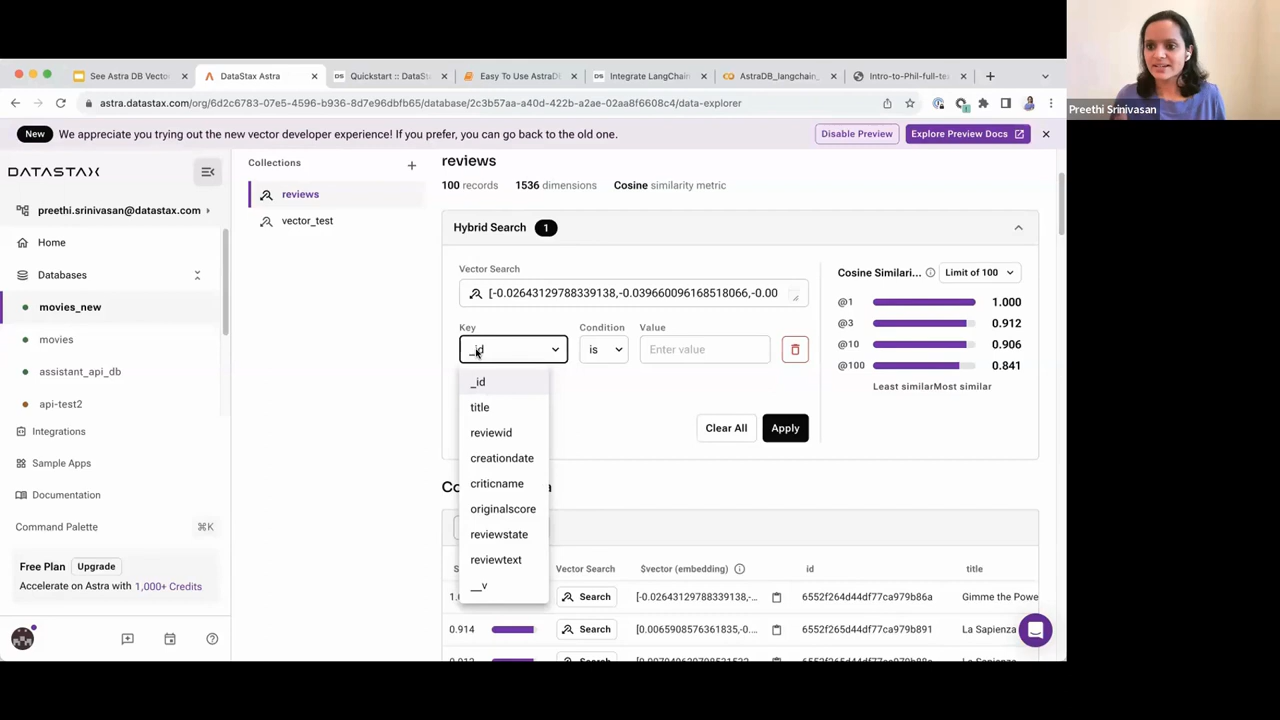 Preethi Srinivasan
See Astra DB Vecto
DataStax Astra
Quickstart :: DataSta
Easy To Use AstraD
Integrate LangChain
AstraDB_langchain_
Intro-to-Phil-full-te
astra.datastax.com/org/6d2c6783-07e5-4596-b936-8d7e96dbfb65/database/2c3b57aa-a40d-422b-a2ae-02aa8f6608c4/data-explorer
New We appreciate you trying out the new vector developer experience! If you prefer, you can go back to the old one. Disable Preview Explore Preview Docs
DATASTAX
preethi.srinivasan@datastax.com
Home
Databases
movies_new
movies
assistant_api_db
api-test2
Integrations
Sample Apps
Documentation
Command Palette ⌘K
Free Plan Upgrade
Accelerate on Astra with 1,000+ Credits
Collections
reviews
vector_test
reviews
100 records 1536 dimensions Cosine similarity metric
Hybrid Search 1
Vector Search
[-0.02643129788339138,-0.039660096168518066,-0.00
Key Condition Value
_id is Enter value
_id
title
reviewid
creationdate
criticname
originalscore
reviewstate
reviewtext
__v
Clear All Apply
Cosine Similari... Limit of 100
@1 1.000
@3 0.912
@10 0.906
@100 0.841
Least similarMost similar
Co a
S Vector Search $vector (embedding) id title
1.0 Search [-0.02643129788339138,-... 6552f264d44df77ca979b86a Gimme the Powe
0.914 Search [0.0065908576361835,-0.... 6552f265d44df77ca979b891 La Sapienza